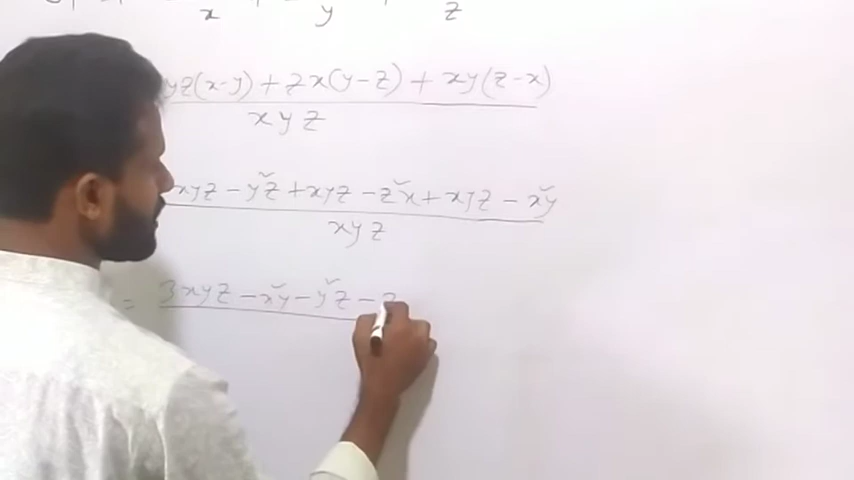 x y z
yz(x-y) + zx(y-z) + xy(z-x)
xyz
xyz - y²z + xyz - z²x + xyz - x²y
xyz
= 3xyz - x²y - y²z - z